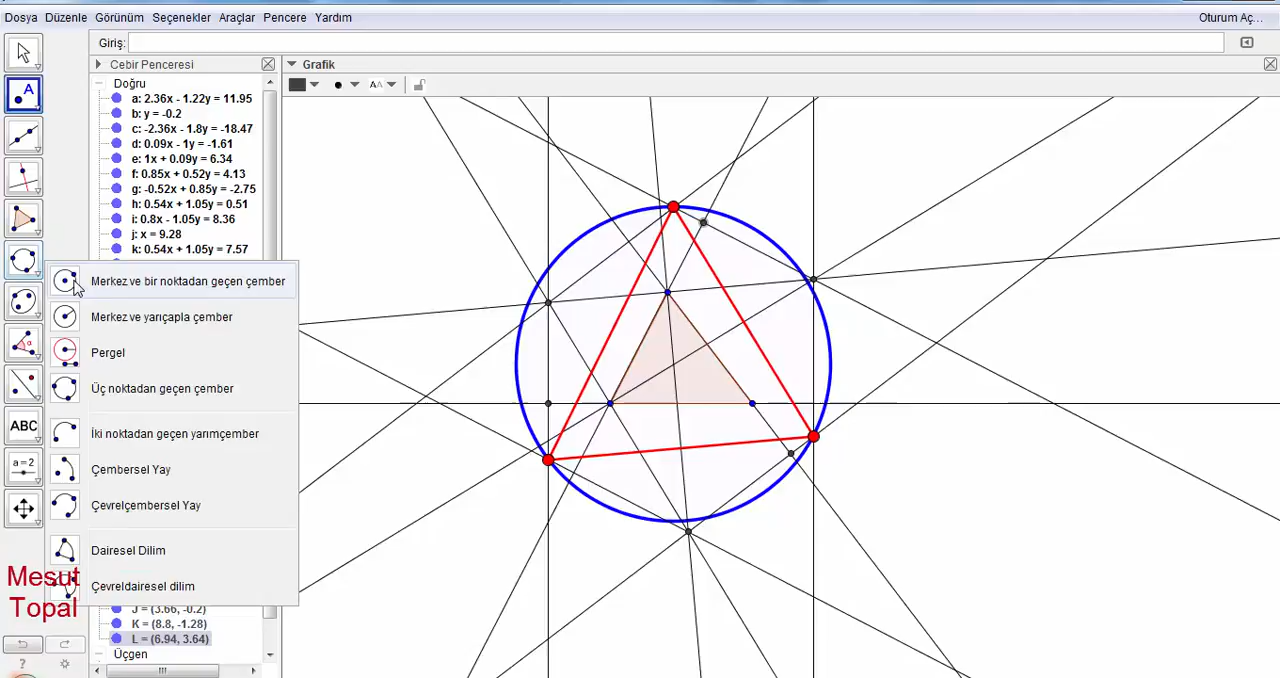 Dosya Düzenle Görünüm Seçenekler Araçlar Pencere Yardım Oturum Aç...
Giriş:
Cebir Penceresi
Grafik
AA
Doğru
a: 2.36x - 1.22y = 11.95
b: y = -0.2
c: -2.36x - 1.8y = -18.47
d: 0.09x - 1y = -1.61
e: 1x + 0.09y = 6.34
f: 0.85x + 0.52y = 4.13
g: -0.52x + 0.85y = -2.75
h: 0.54x + 1.05y = 0.51
i: 0.8x - 1.05y = 8.36
j: x = 9.28
k: 0.54x + 1.05y = 7.57
A
α
ABC
a=2
Merkez ve bir noktadan geçen çember
Merkez ve yarıçapla çember
Pergel
Üç noktadan geçen çember
İki noktadan geçen yarımçember
Çembersel Yay
Çevrelçembersel Yay
Dairesel Dilim
Çevreldairesel dilim
Mesut
Topal
J = (3.66, -0.2)
K = (8.8, -1.28)
L = (6.94, 3.64)
Üçgen
?